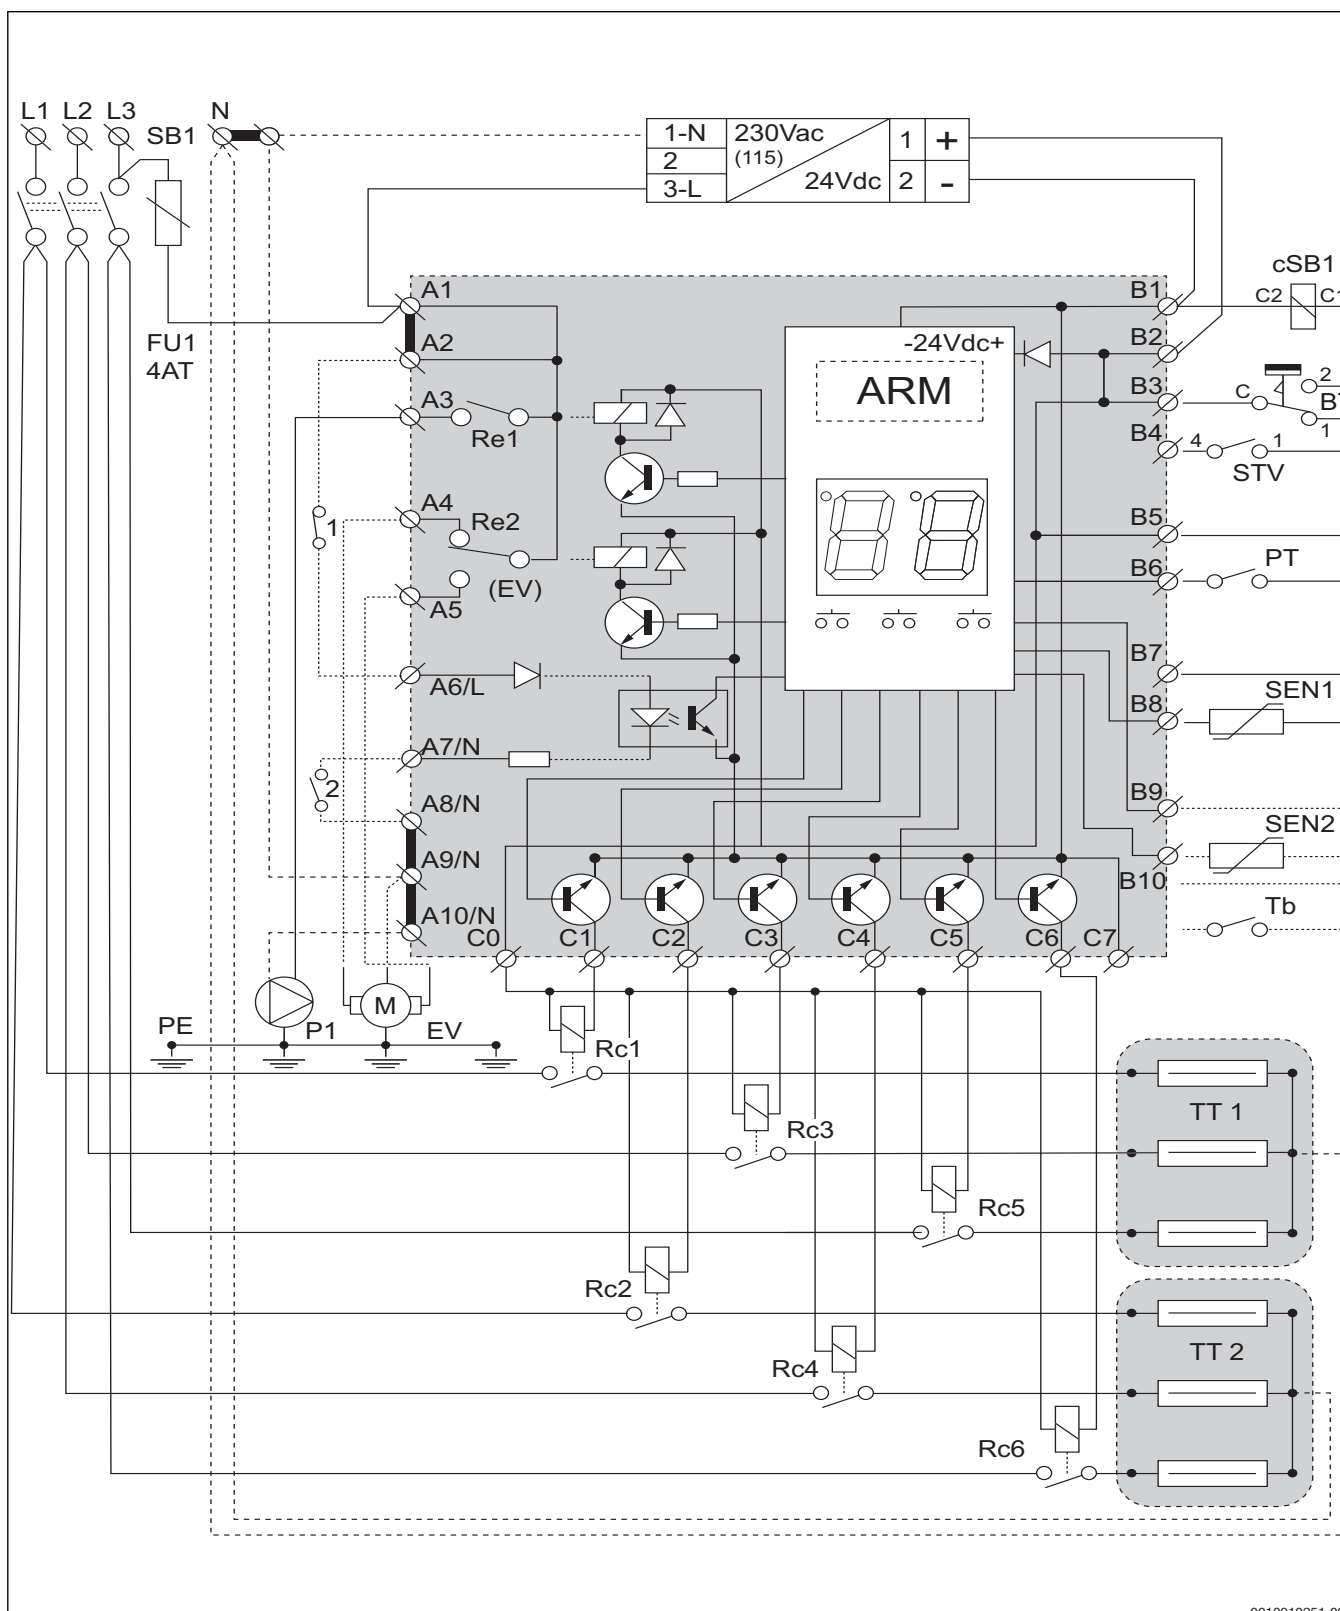 L1 L2 L3 SB1 N
1-N 230Vac 1 +
2 (115)
3-L 24Vdc 2 -
cSB1
C2
A1 B1
FU1
4AT
A2 -24Vdc+ B2
ARM
A3 B3 C 2
Re1
1
B4 4 1
STV
A4 Re2 B5
1
(EV) B6 PT
A5
B7
A6/L SEN1
B8
A7/N
2
A8/N B9
SEN2
A9/N
B10
A10/N Tb
C0 C1 C2 C3 C4 C5 C6 C7
M
PE P1 EV
Rc1
TT 1
Rc3
Rc5
Rc2
TT 2
Rc4
Rc6